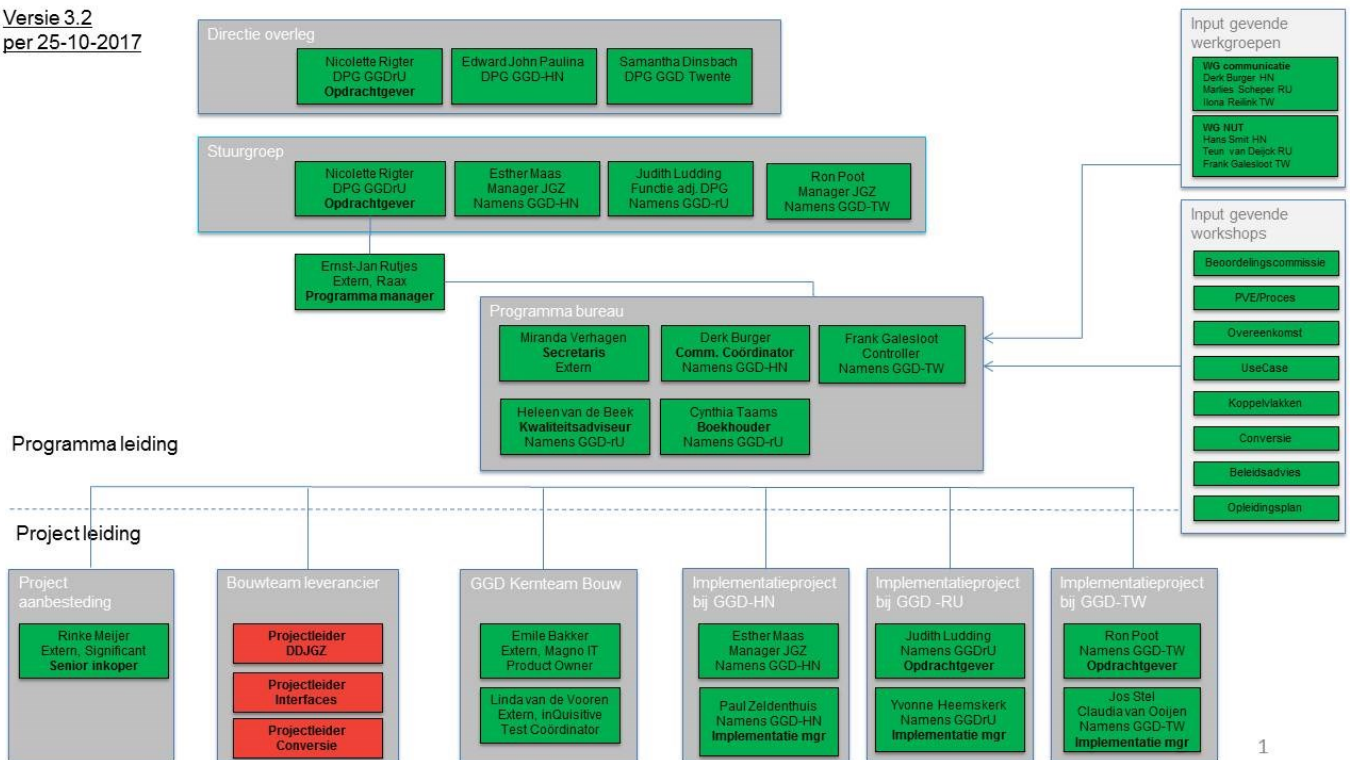 Versie 3.2
per 25-10-2017
Directie overleg
Nicolette Rigter
DPG GGDrU
Opdrachtgever
Edward John Paulina
DPG GGD-HN
Samantha Dinsbach
DPG GGD Twente
Stuurgroep
Nicolette Rigter
DPG GGDrU
Opdrachtgever
Esther Maas
Manager JGZ
Namens GGD-HN
Judith Ludding
Functie adj. DPG
Namens GGD-rU
Ron Poot
Manager JGZ
Namens GGD-TW
Ernst-Jan Rutjes
Extern, Raax
Programma manager
Programma bureau
Miranda Verhagen
Secretaris
Extern
Derk Burger
Comm. Coördinator
Namens GGD-HN
Frank Galesloot
Controller
Namens GGD-TW
Heleen van de Beek
Kwaliteitsadviseur
Namens GGD-rU
Cynthia Taams
Boekhouder
Namens GGD-rU
Input gevende
werkgroepen
WG communicatie
Derk Burger HN
Marlies Scheper RU
Ilona Reilink TW
WG NUT
Hans Smit HN
Teun van Deijck RU
Frank Galesloot TW
Input gevende
workshops
Beoordelingscommissie
PVE/Proces
Overeenkomst
UseCase
Koppelvlakken
Conversie
Beleidsadvies
Opleidingsplan
Programma leiding
Project leiding
Project
aanbesteding
Rinke Meijer
Extern, Significant
Senior inkoper
Bouwteam leverancier
Projectleider
DDJGZ
Projectleider
Interfaces
Projectleider
Conversie
GGD Kernteam Bouw
Emile Bakker
Extern, Magno IT
Product Owner
Linda van de Vooren
Extern, inQuisitive
Test Coördinator
Implementatieproject
bij GGD-HN
Esther Maas
Manager JGZ
Namens GGD-HN
Paul Zeldenthuis
Namens GGD-HN
Implementatie mgr
Implementatieproject
bij GGD -RU
Judith Ludding
Namens GGDrU
Opdrachtgever
Yvonne Heemskerk
Namens GGDrU
Implementatie mgr
Implementatieproject
bij GGD-TW
Ron Poot
Namens GGD-TW
Opdrachtgever
Jos Stel
Claudia van Ooijen
Namens GGD-TW
Implementatie mgr
1